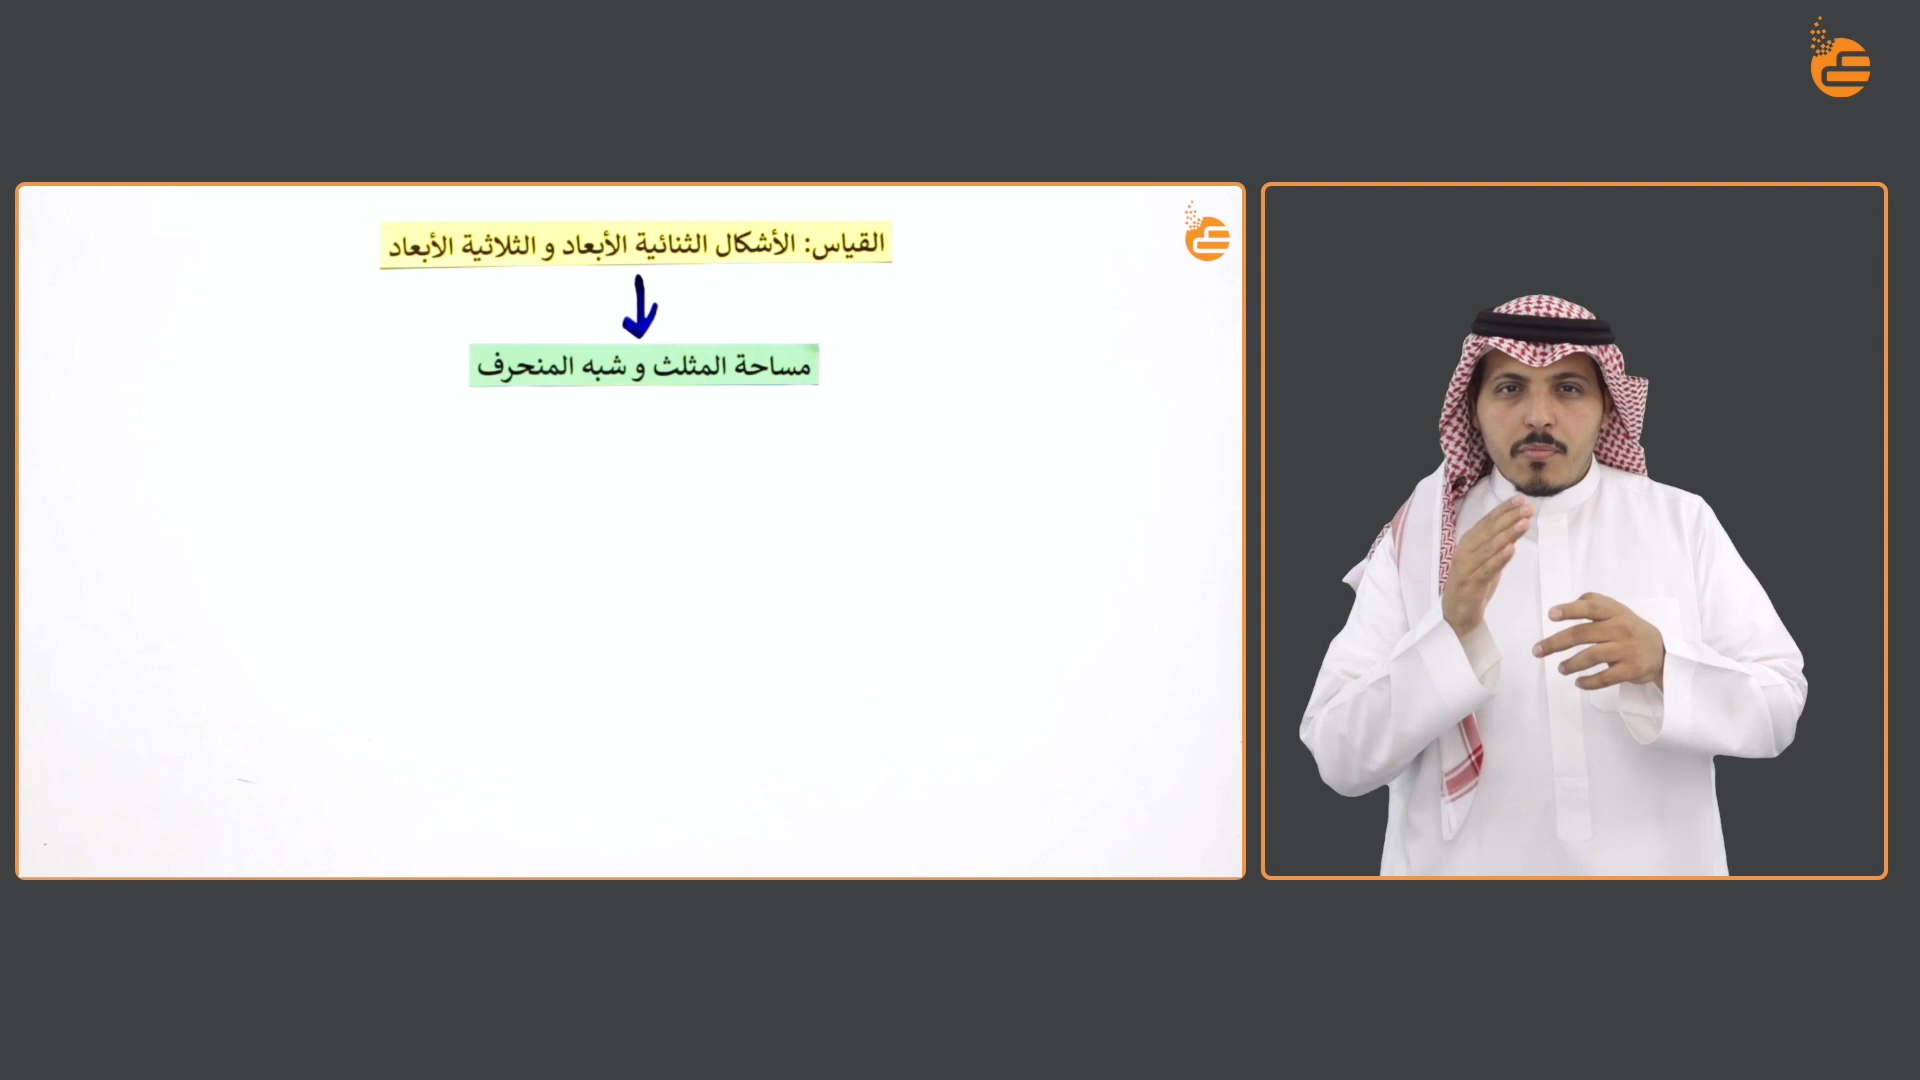 القياس: الأشكال الثنائية الأبعاد و الثلاثية الأبعاد
مساحة المثلث و شبه المنحرف